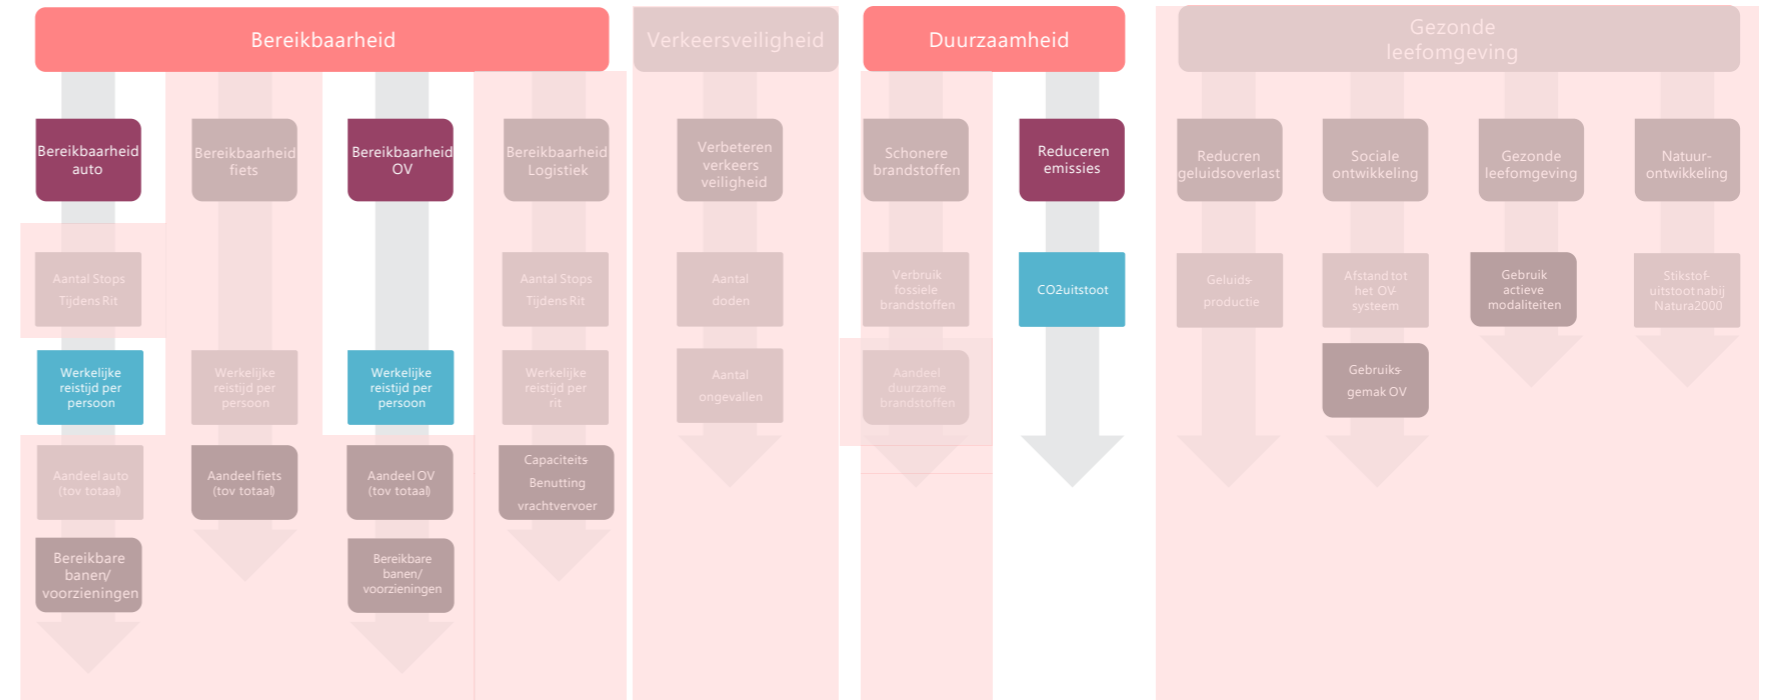 Bereikbaarheid
Verkeersveiligheid
Duurzaamheid
Gezonde
leefomgeving
Bereikbaarheid
auto
Bereikbaarheid
fiets
Bereikbaarheid
OV
Bereikbaarheid
Logistiek
Verbeteren
verkeers
veiligheid
Schonere
brandstoffen
Reduceren
emissies
Reducren
geluidsoverlast
Sociale
ontwikkeling
Gezonde
leefomgeving
Natuur-
ontwikkeling
Aantal Stops
Tijdens Rit
Aantal Stops
Tijdens Rit
Aantal
doden
Verbruik
fossiele
brandstoffen
CO2uitstoot
Geluids-
productie
Afstand tot
het OV-
systeem
Gebruik
actieve
modaliteiten
Stikstof-
uitstoot nabij
Natura2000
Werkelijke
reistijd per
persoon
Werkelijke
reistijd per
persoon
Werkelijke
reistijd per
persoon
Werkelijke
reistijd per
rit
Aantal
ongevallen
Aandeel
duurzame
brandstoffen
Gebruiks-
gemak OV
Aandeel auto
(tov totaal)
Aandeel fiets
(tov totaal)
Aandeel OV
(tov totaal)
Capaciteits-
Benutting
vrachtvervoer
Bereikbare
banen/
voorzieningen
Bereikbare
banen/
voorzieningen